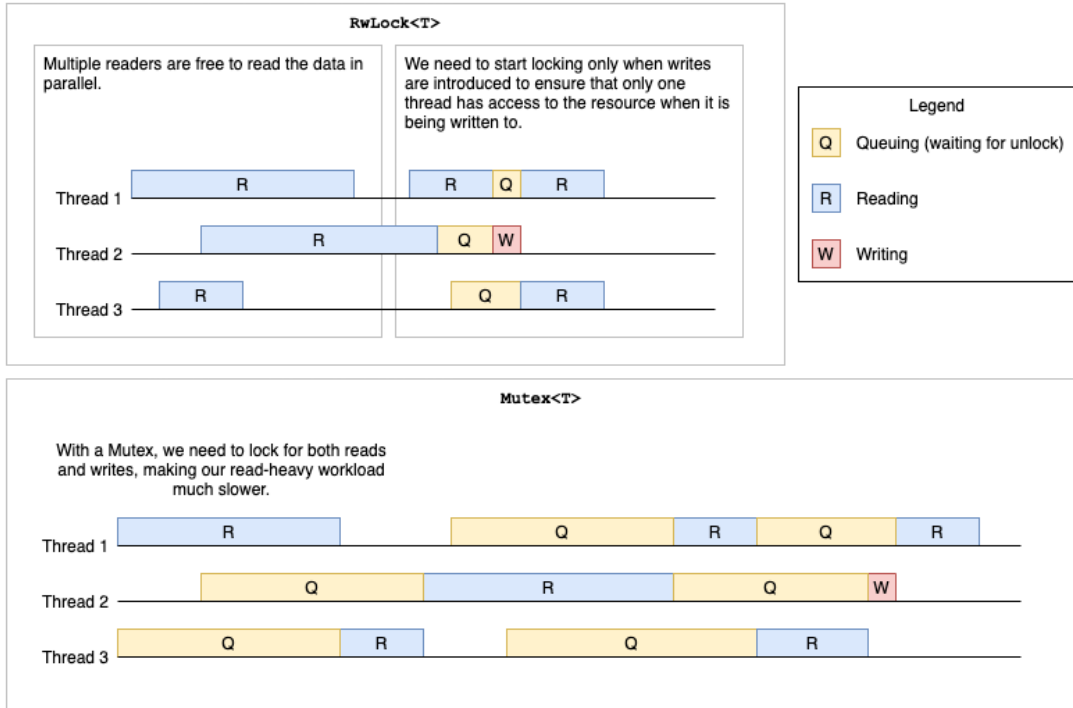 RwLock<T>
Multiple readers are free to read the data in
parallel.
We need to start locking only when writes
are introduced to ensure that only one
thread has access to the resource when it is
being written to.
Thread 1
R
R
Q
R
Thread 2
R
Q
W
Thread 3
R
Q
R
Legend
Q Queuing (waiting for unlock)
R Reading
W Writing
Mutex<T>
With a Mutex, we need to lock for both reads
and writes, making our read-heavy workload
much slower.
Thread 1
R
Q
R
Q
R
Thread 2
Q
R
Q
W
Thread 3
Q
R
Q
R